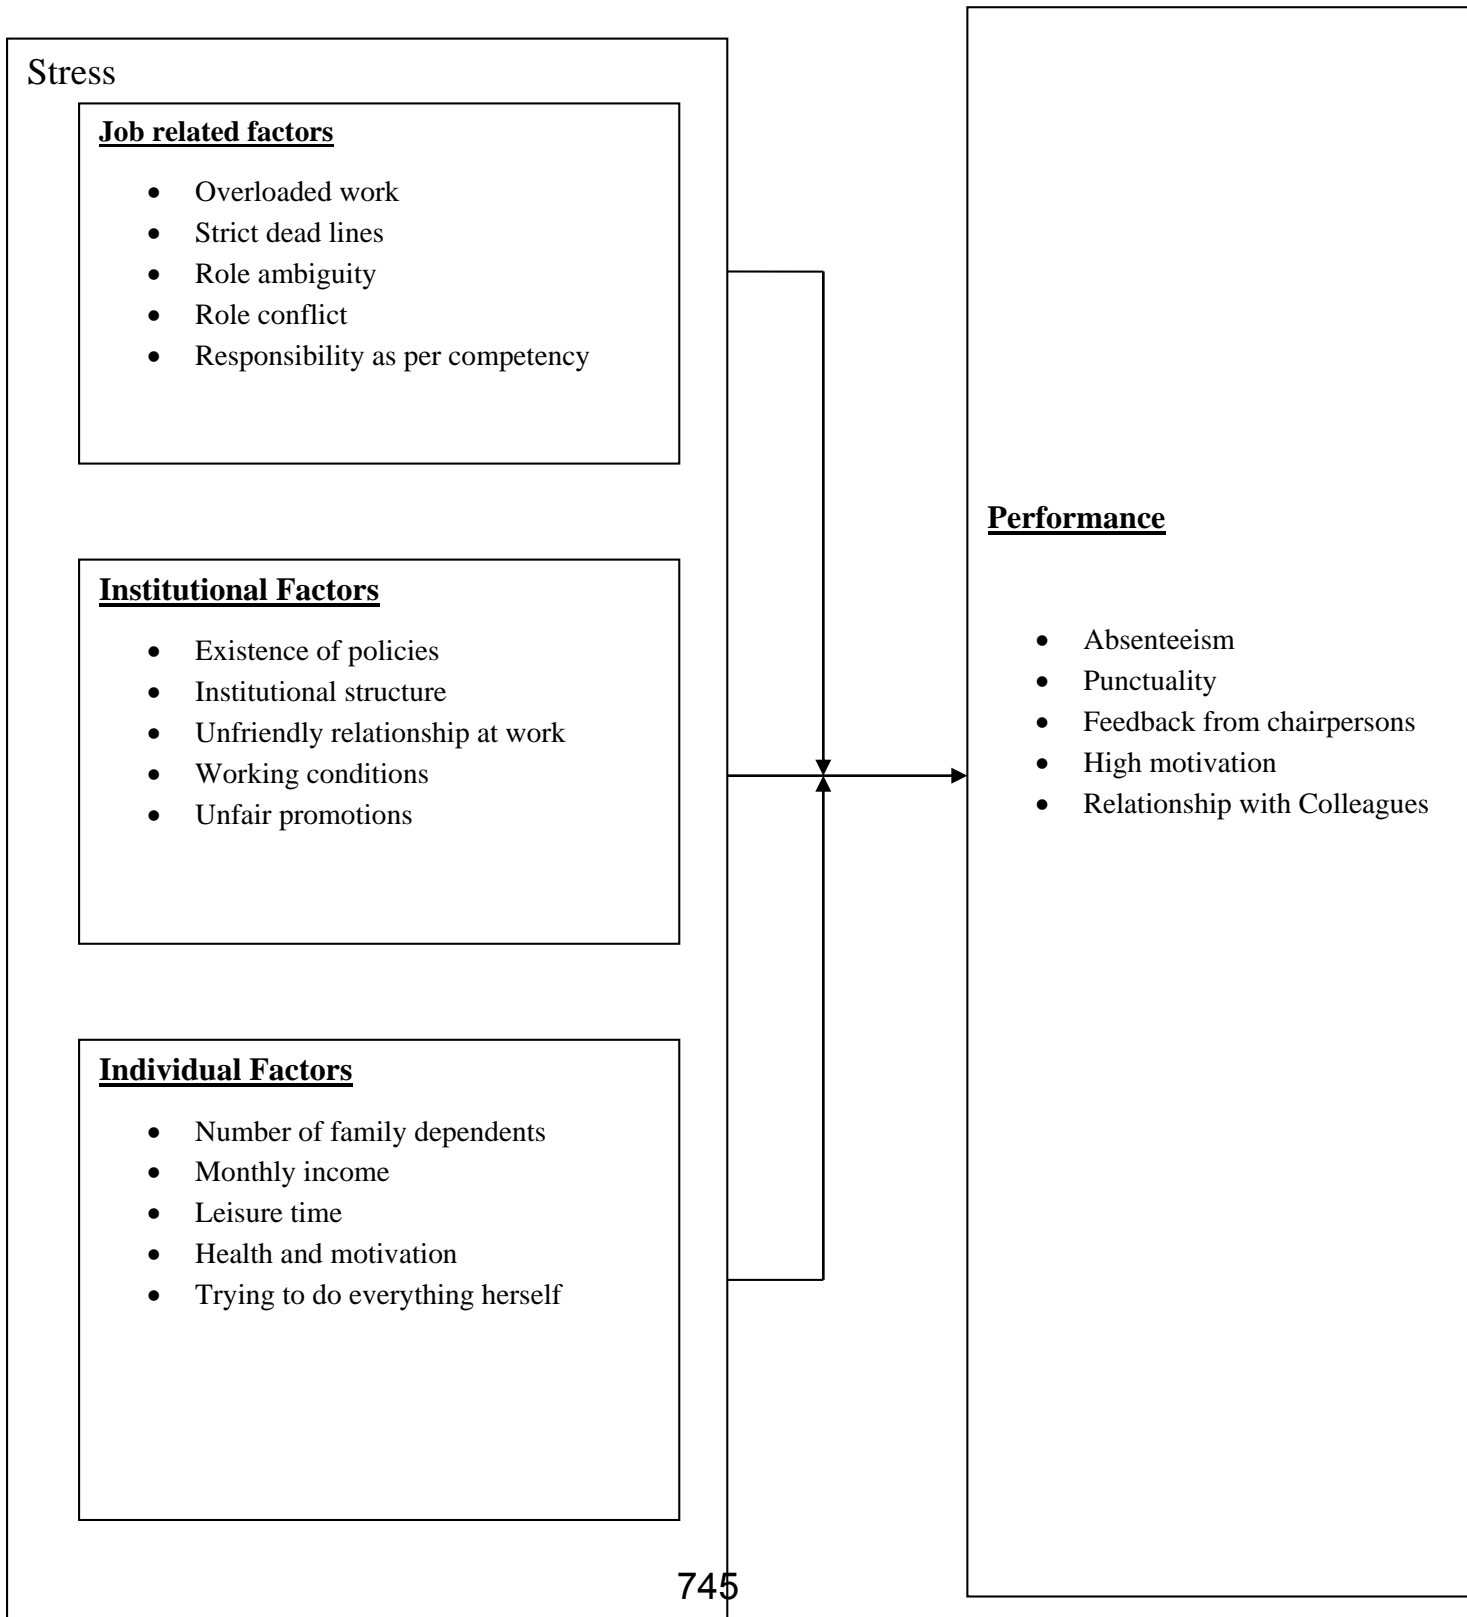 Stress
Job related factors
• Overloaded work
• Strict dead lines
• Role ambiguity
• Role conflict
• Responsibility as per competency
Institutional Factors
• Existence of policies
• Institutional structure
• Unfriendly relationship at work
• Working conditions
• Unfair promotions
Individual Factors
• Number of family dependents
• Monthly income
• Leisure time
• Health and motivation
• Trying to do everything herself
Performance
• Absenteeism
• Punctuality
• Feedback from chairpersons
• High motivation
• Relationship with Colleagues
745